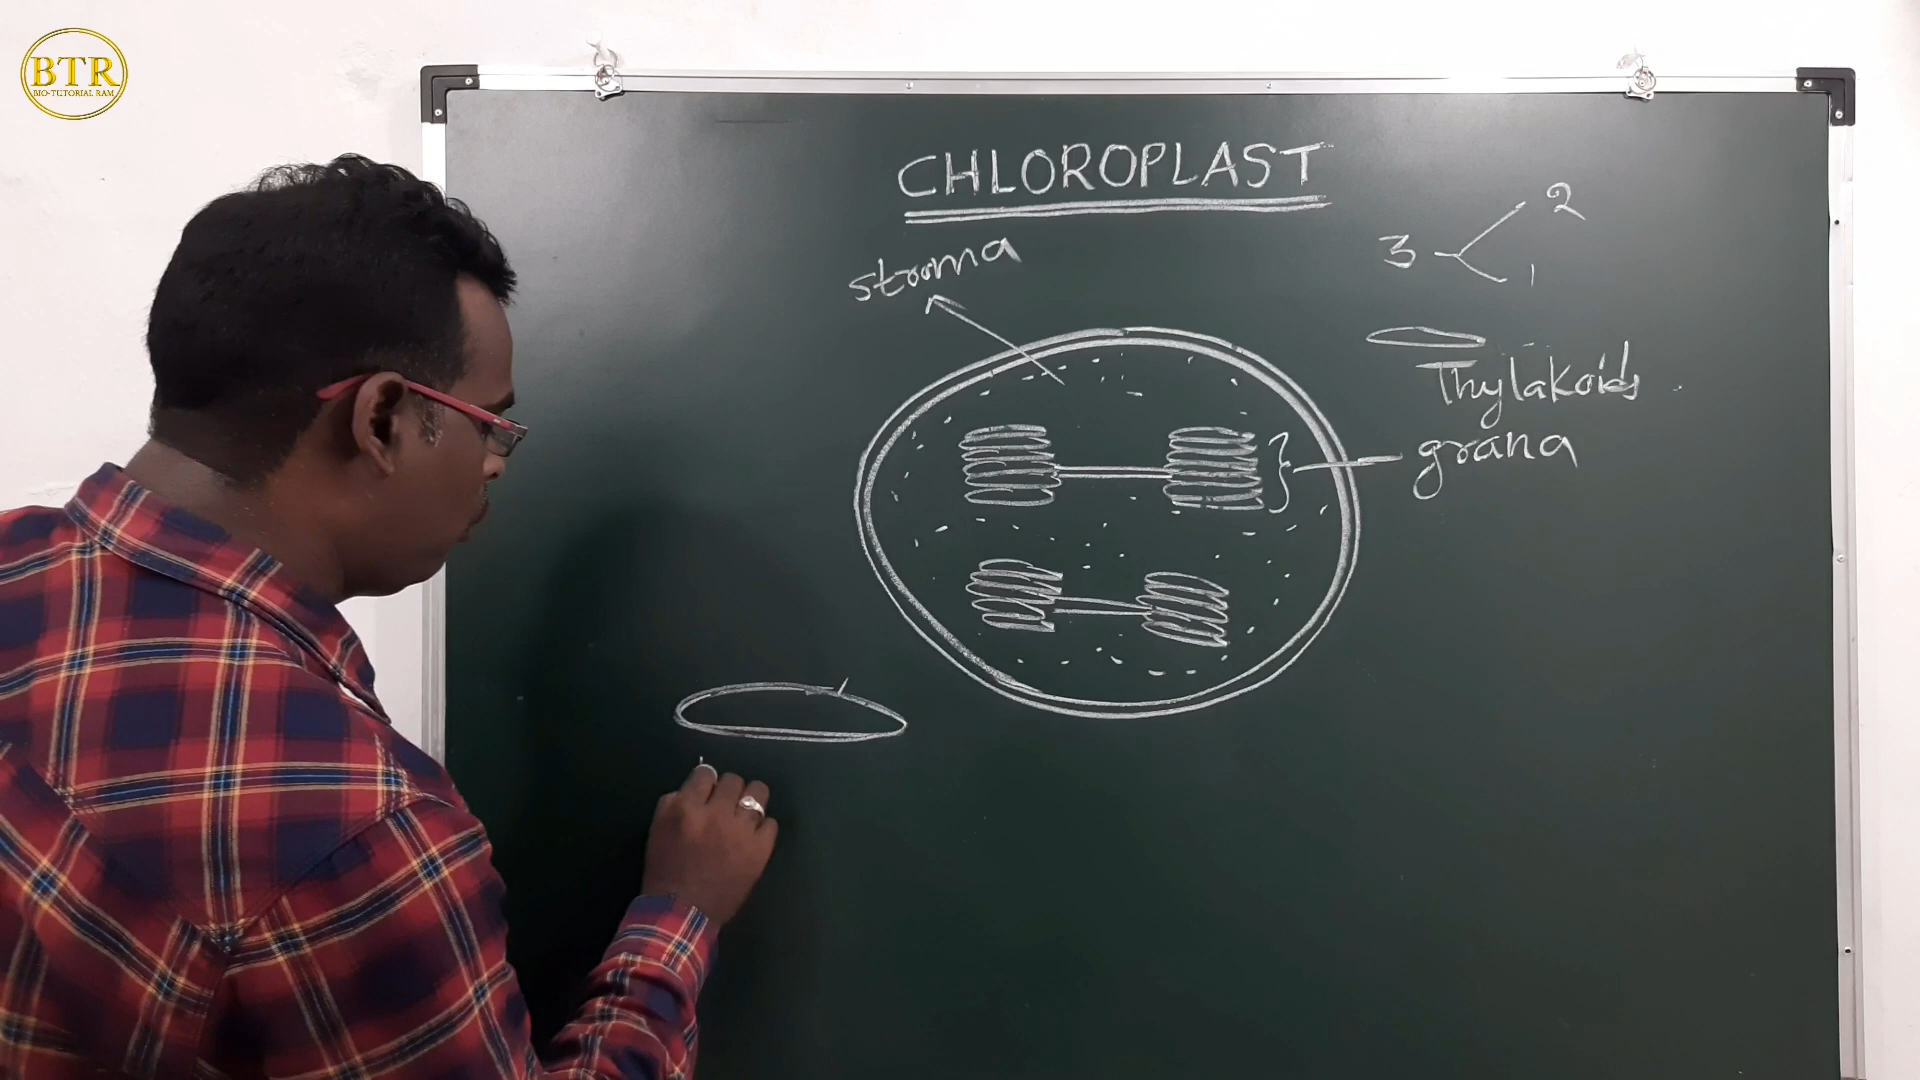 BTR
BIO-TUTORIAL RAM
CHLOROPLAST
stroma
3
2
1
Thylakoids
grana